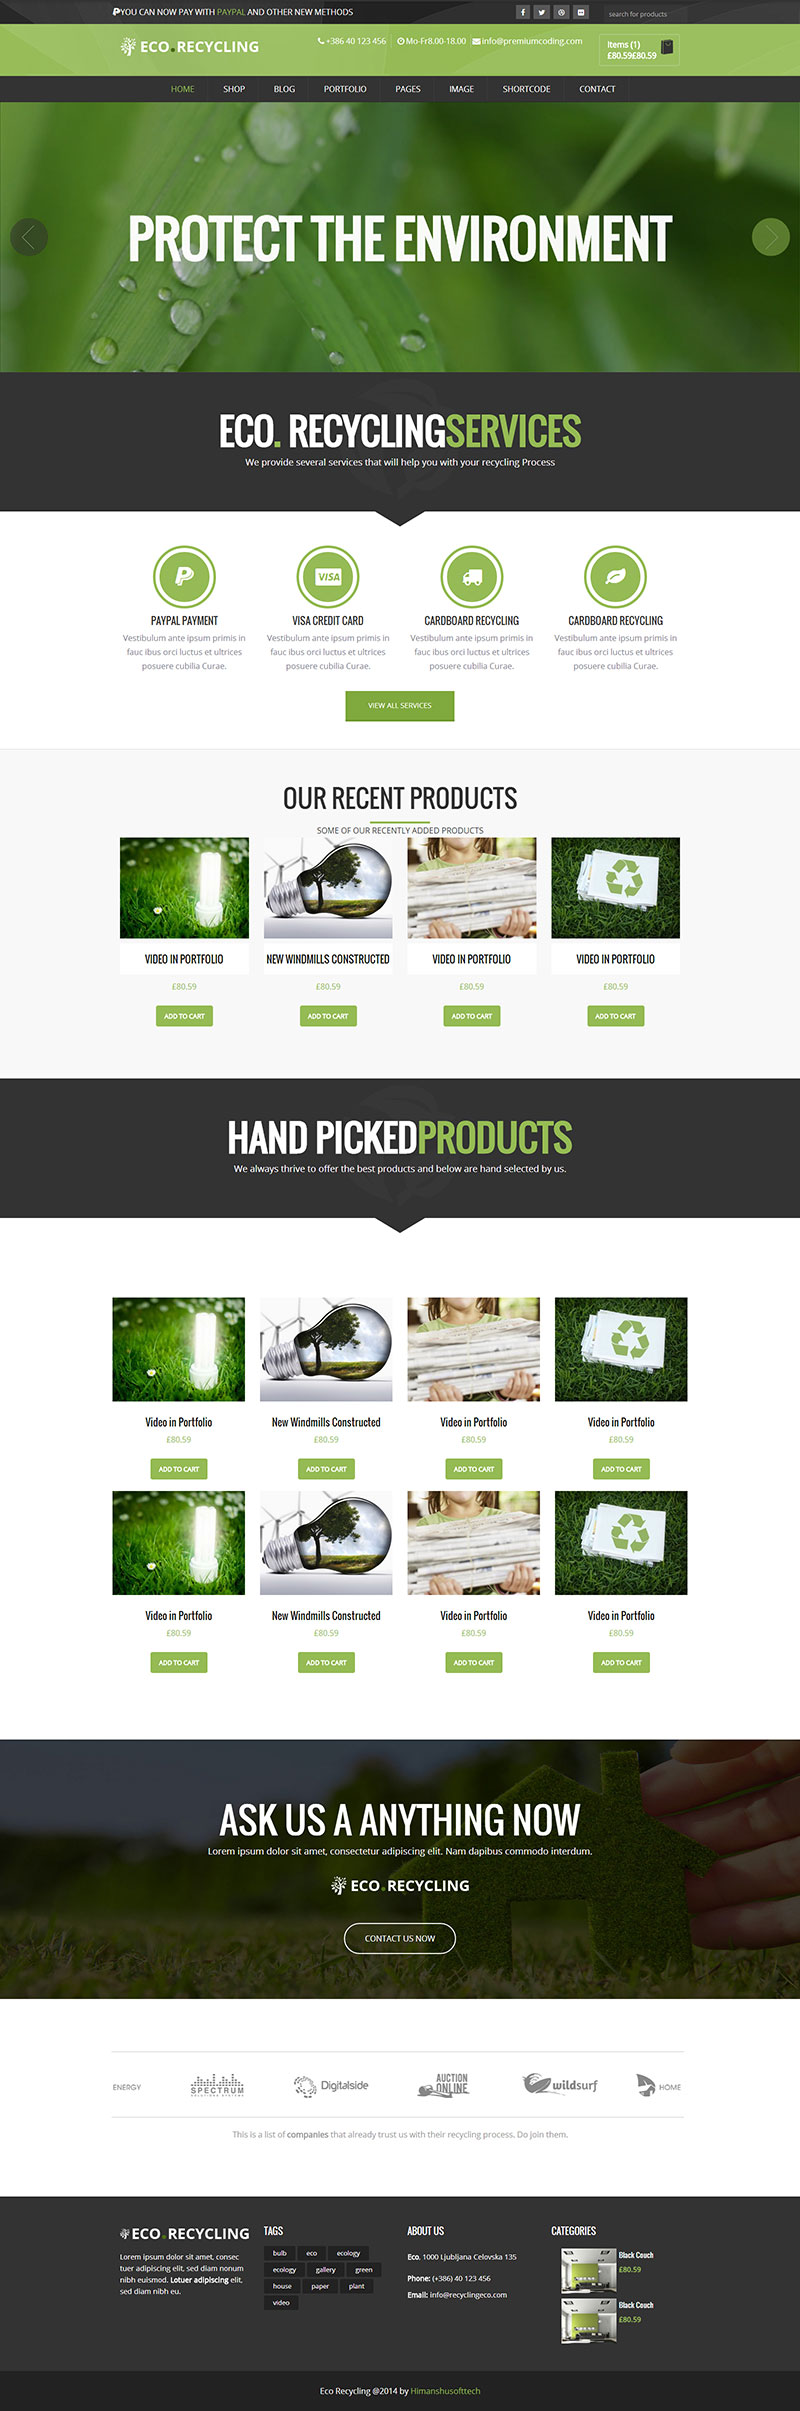 YOU CAN NOW PAY WITH PAYPAL AND OTHER NEW METHODS
search for products
ECO.RECYCLING
+386 40 123 456
Mo-Fr8.00-18.00
info@premiumcoding.com
Items (1)
£80.59£80.59
HOME SHOP BLOG PORTFOLIO PAGES IMAGE SHORTCODE CONTACT
PROTECT THE ENVIRONMENT
ECO. RECYCLINGSERVICES
We provide several services that will help you with your recycling Process
VISA
PAYPAL PAYMENT
Vestibulum ante ipsum primis in
fauc ibus orci luctus et ultrices
posuere cubilia Curae.
VISA CREDIT CARD
Vestibulum ante ipsum primis in
fauc ibus orci luctus et ultrices
posuere cubilia Curae.
CARDBOARD RECYCLING
Vestibulum ante ipsum primis in
fauc ibus orci luctus et ultrices
posuere cubilia Curae.
CARDBOARD RECYCLING
Vestibulum ante ipsum primis in
fauc ibus orci luctus et ultrices
posuere cubilia Curae.
VIEW ALL SERVICES
OUR RECENT PRODUCTS
SOME OF OUR RECENTLY ADDED PRODUCTS
VIDEO IN PORTFOLIO NEW WINDMILLS CONSTRUCTED VIDEO IN PORTFOLIO VIDEO IN PORTFOLIO
£80.59 £80.59 £80.59 £80.59
ADD TO CART ADD TO CART ADD TO CART ADD TO CART
HAND PICKEDPRODUCTS
We always thrive to offer the best products and below are hand selected by us.
Video in Portfolio New Windmills Constructed Video in Portfolio Video in Portfolio
£80.59 £80.59 £80.59 £80.59
ADD TO CART ADD TO CART ADD TO CART ADD TO CART
Video in Portfolio New Windmills Constructed Video in Portfolio Video in Portfolio
£80.59 £80.59 £80.59 £80.59
ADD TO CART ADD TO CART ADD TO CART ADD TO CART
ASK US A ANYTHING NOW
Lorem ipsum dolor sit amet, consectetur adipiscing elit. Nam dapibus commodo interdum.
ECO.RECYCLING
CONTACT US NOW
ENERGY
SPECTRUM
Digitalside
AUCTION
ONLINE
wildsurf
HOME
This is a list of companies that already trust us with their recycling process. Do join them.
ECO.RECYCLING
Lorem ipsum dolor sit amet, consec
tuer adipiscing elit, sed diam nonum
nibh euismod. Lotuer adipiscing elit,
sed diam nibh eu.
TAGS
bulb eco ecology
ecology gallery green
house paper plant
video
ABOUT US
Eco, 1000 Ljubljana Celovska 135
Phone: (+386) 40 123 456
Email: info@recyclingeco.com
CATEGORIES
Black Couch
£80.59
Black Couch
£80.59
Eco Recycling @2014 by Himanshusofttech